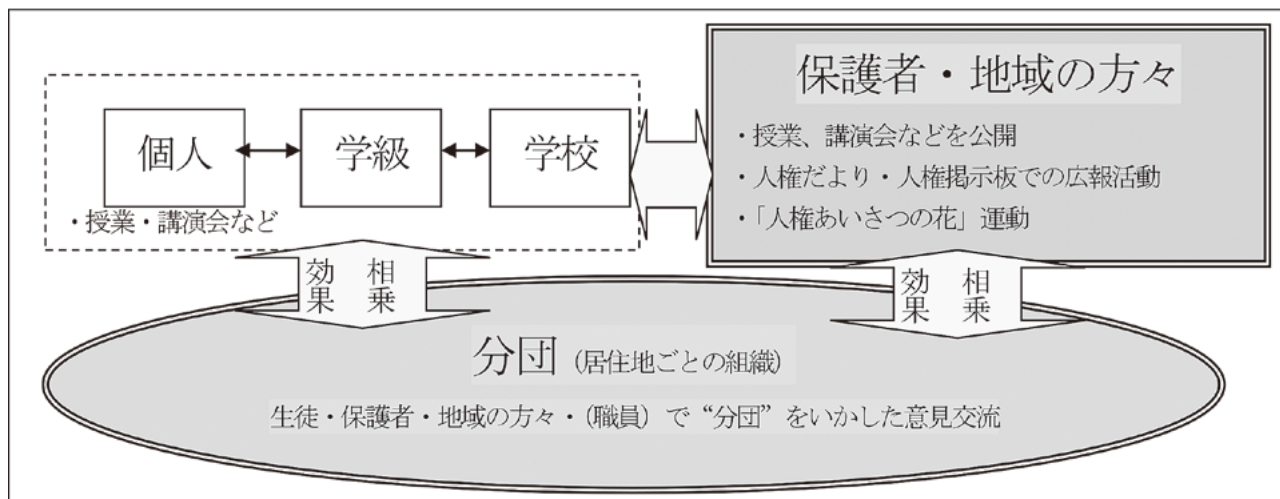 保護者・地域の方々
・授業、講演会などを公開
・人権だより・人権掲示板での広報活動
・「人権あいさつの花」運動
個人
学級
学校
・授業・講演会など
相乗
効果
相乗
効果
分団（居住地ごとの組織）
生徒・保護者・地域の方々・（職員）で“分団”をいかした意見交流